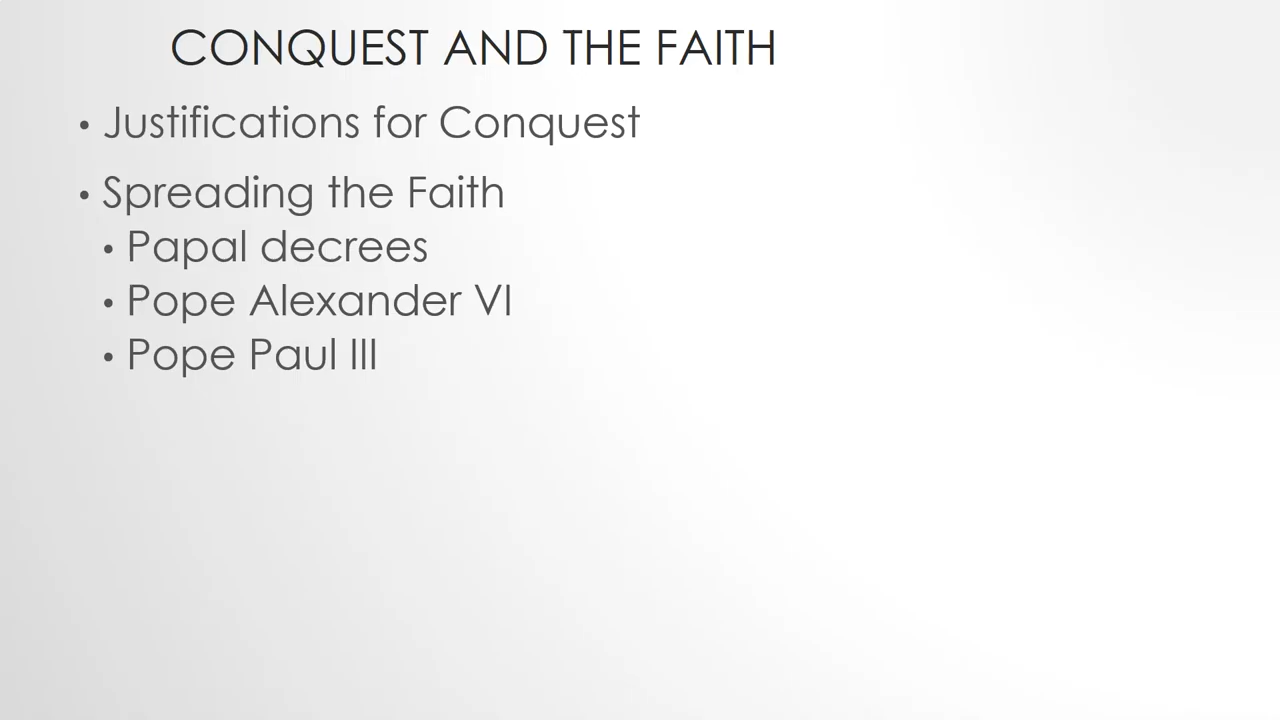 CONQUEST AND THE FAITH
• Justifications for Conquest
• Spreading the Faith
• Papal decrees
• Pope Alexander VI
• Pope Paul III